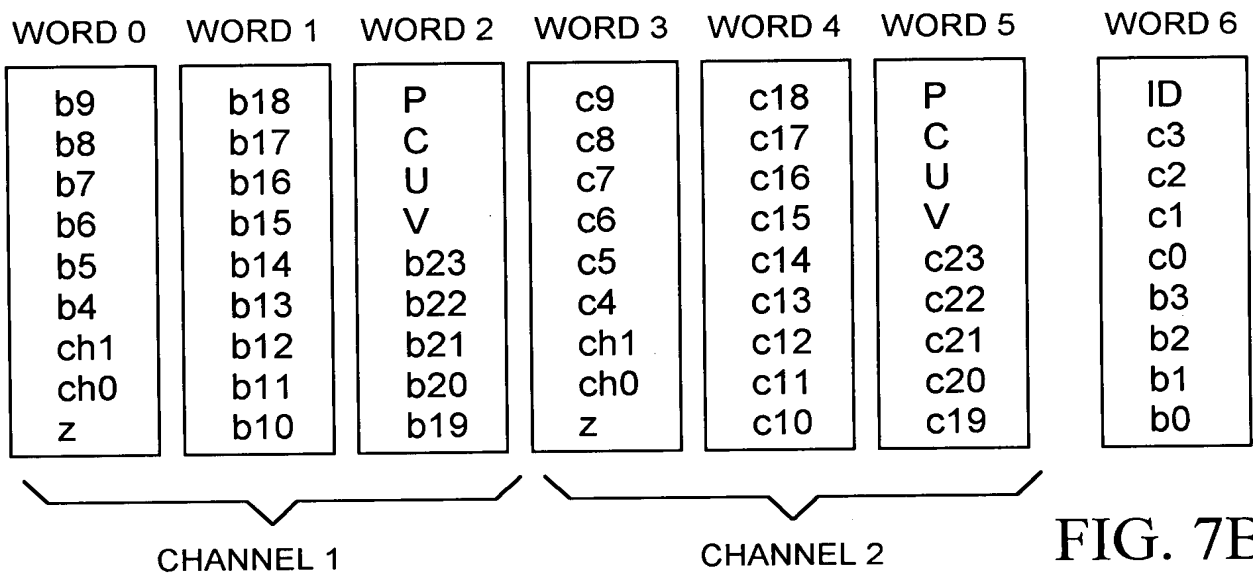 WORD 0 WORD 1 WORD 2 WORD 3 WORD 4 WORD 5 WORD 6
b9 b18 P c9 c18 P ID
b8 b17 C c8 c17 C c3
b7 b16 U c7 c16 U c2
b6 b15 V c6 c15 V c1
b5 b14 b23 c5 c14 c23 c0
b4 b13 b22 c4 c13 c22 b3
ch1 b12 b21 ch1 c12 c21 b2
ch0 b11 b20 ch0 c11 c20 b1
z b10 b19 z c10 c19 b0
CHANNEL 1 CHANNEL 2
FIG. 7B